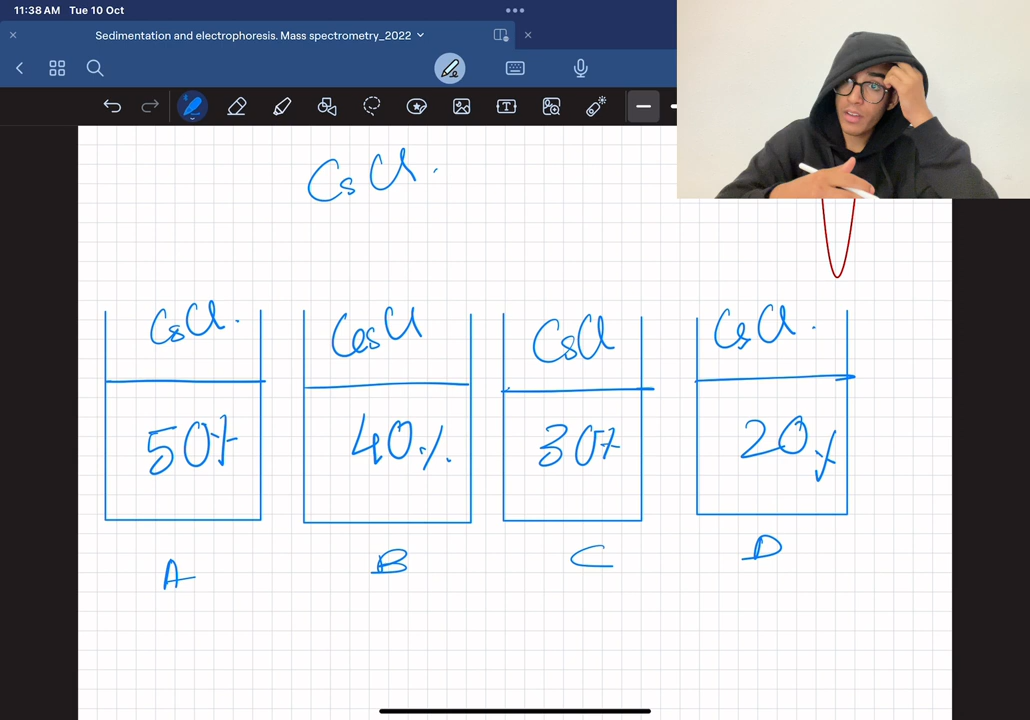 11:38 AM Tue 10 Oct
Sedimentation and electrophoresis. Mass spectrometry_2022
CsCl.
CsCl. CesCl CsCl CsCl.
50% 40%. 30% 20%
A B C D